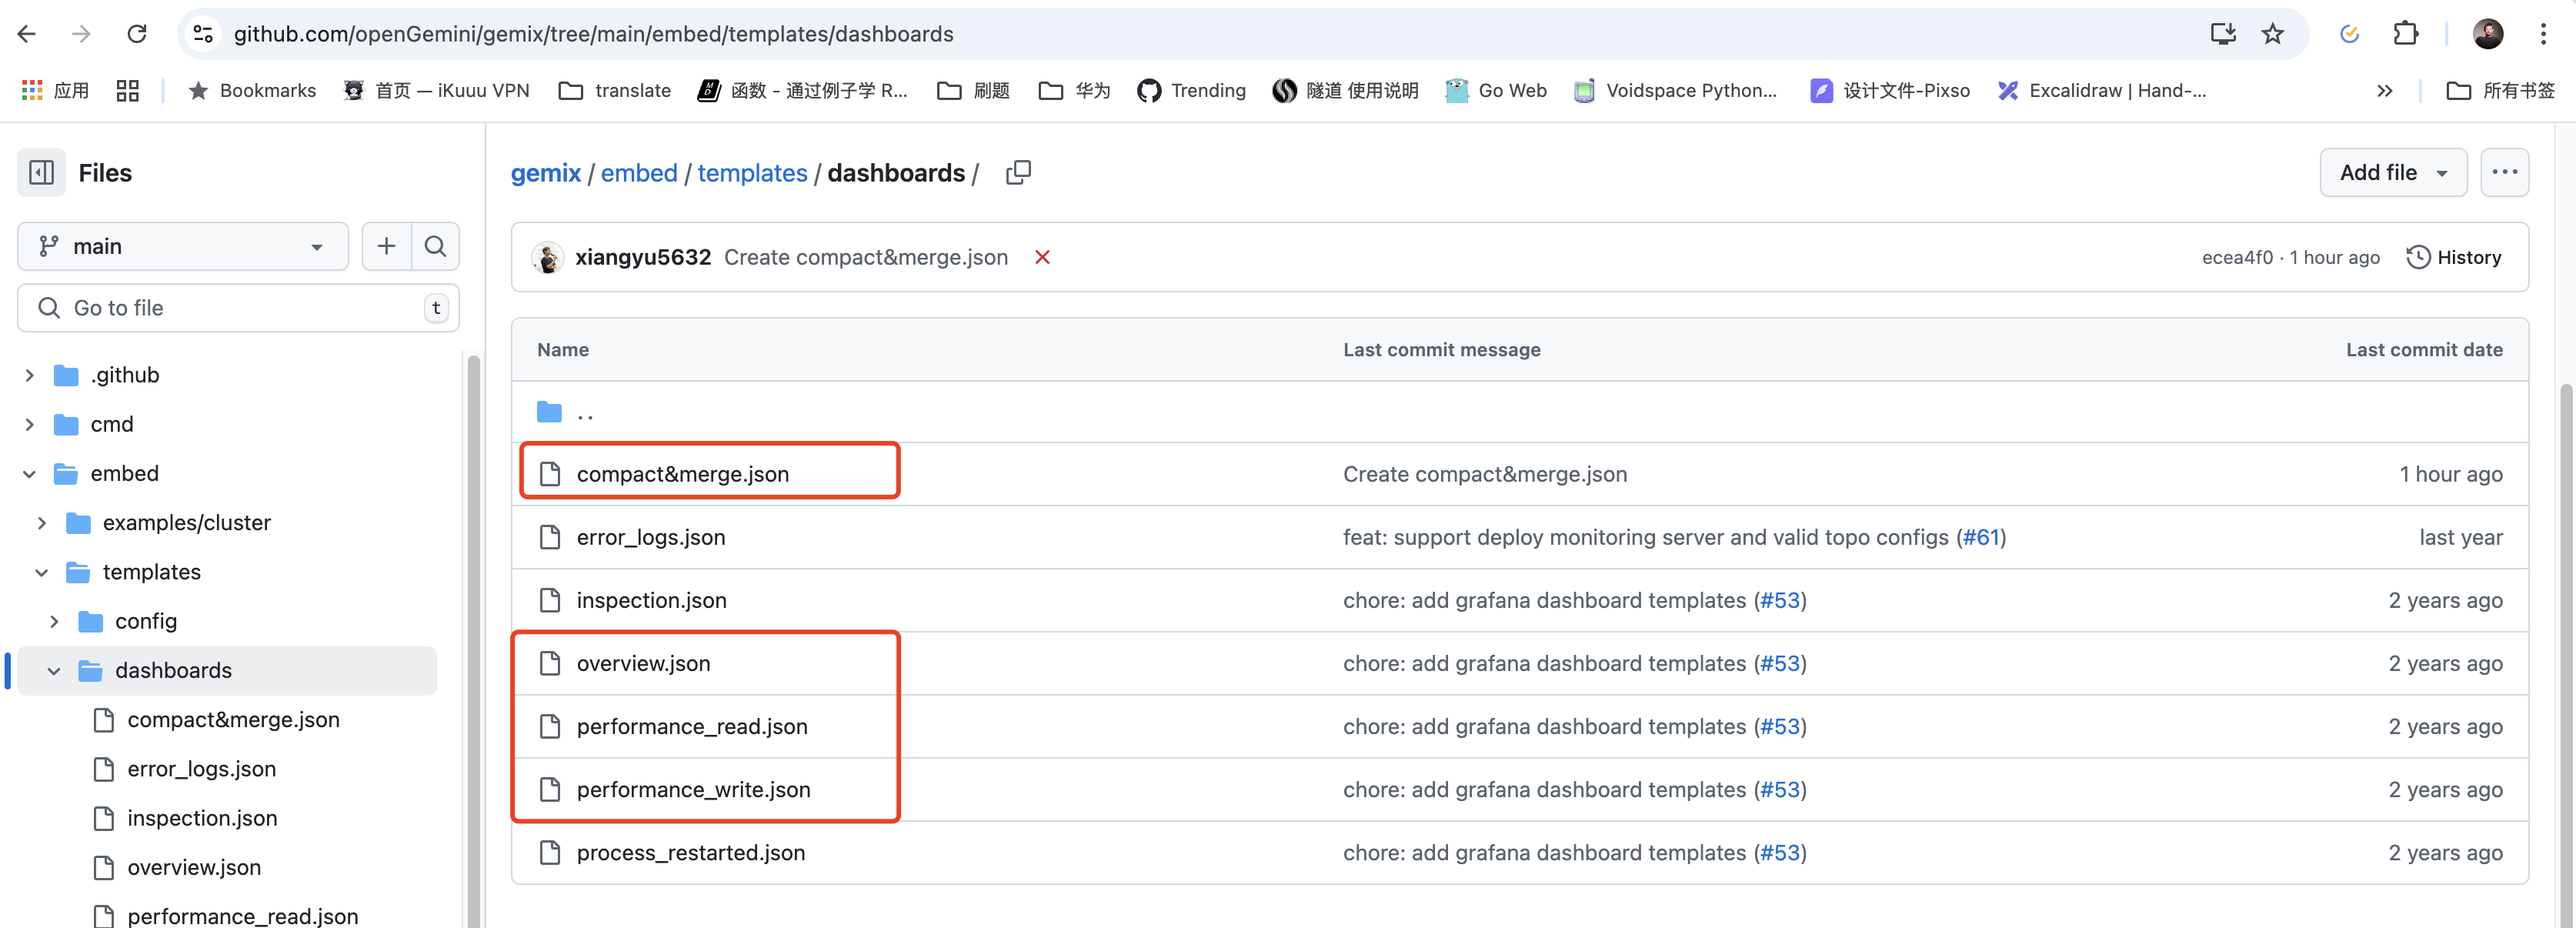 github.com/openGemini/gemix/tree/main/embed/templates/dashboards
应用 Bookmarks 首页 — iKuuu VPN translate 函数 - 通过例子学 R... 刷题 华为 Trending 隧道 使用说明 Go Web Voidspace Python... 设计文件-Pixso Excalidraw | Hand-... » 所有书签
Files
main
Go to file t
.github
cmd
embed
examples/cluster
templates
config
dashboards
compact&merge.json
error_logs.json
inspection.json
overview.json
performance_read.json
gemix / embed / templates / dashboards /
Add file ...
xiangyu5632 Create compact&merge.json ecea4f0 · 1 hour ago History
Name Last commit message Last commit date
..
compact&merge.json Create compact&merge.json 1 hour ago
error_logs.json feat: support deploy monitoring server and valid topo configs (#61) last year
inspection.json chore: add grafana dashboard templates (#53) 2 years ago
overview.json chore: add grafana dashboard templates (#53) 2 years ago
performance_read.json chore: add grafana dashboard templates (#53) 2 years ago
performance_write.json chore: add grafana dashboard templates (#53) 2 years ago
process_restarted.json chore: add grafana dashboard templates (#53) 2 years ago